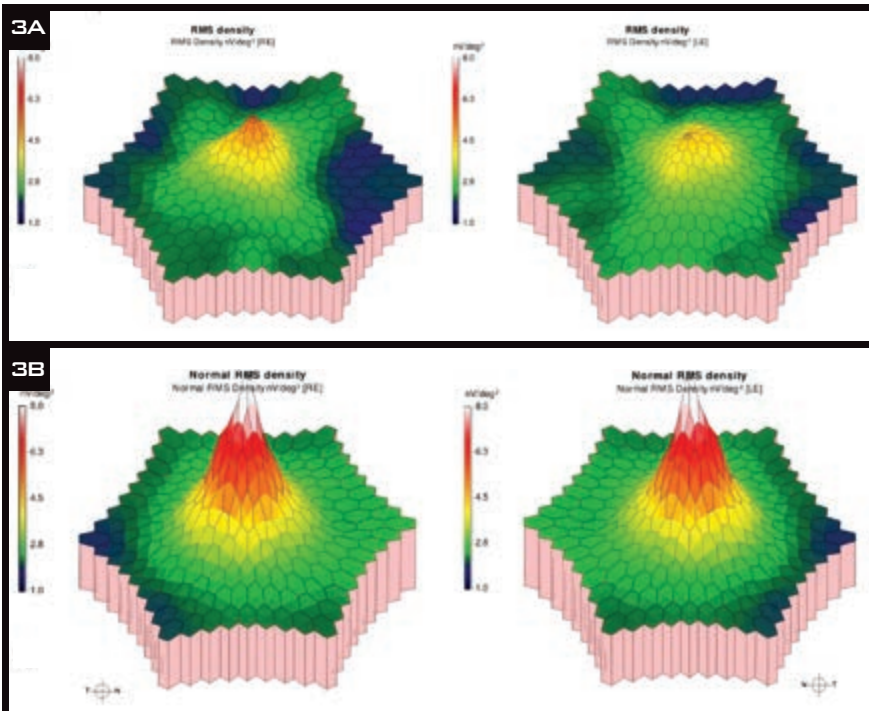 3A
RMS density
RMS Density nV/deg² [RE]
8.0
6.3
4.5
2.8
1.0
RMS density
RMS Density nV/deg² [LE]
nV/deg²
8.0
6.3
4.5
2.8
1.0
3B
Normal RMS density
Normal RMS Density nV/deg² [RE]
nV/deg²
8.0
6.3
4.5
2.8
1.0
T N
Normal RMS density
Normal RMS Density nV/deg² [LE]
nV/deg²
8.0
6.3
4.5
2.8
1.0
N T